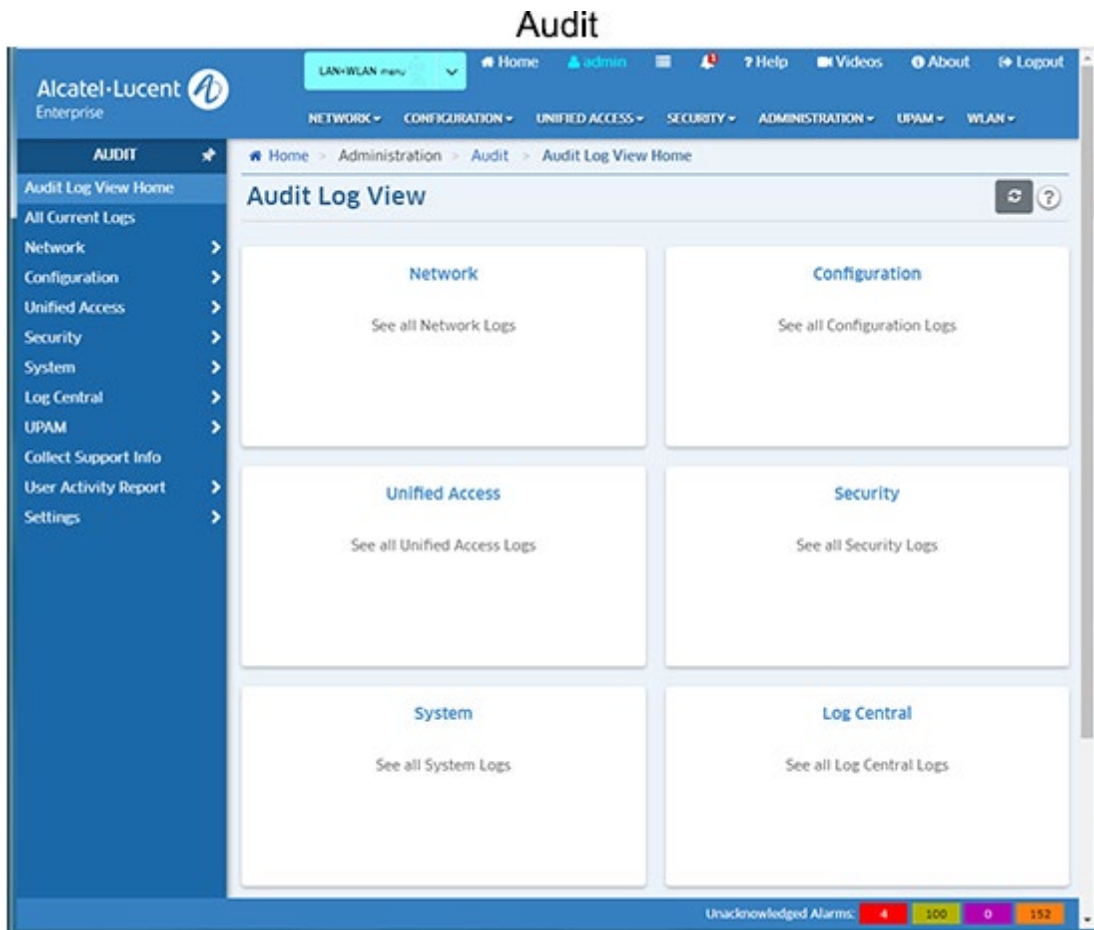 Audit
Alcatel·Lucent
Enterprise
LAN+WLAN menu
Home admin ? Help Videos About Logout
NETWORK CONFIGURATION UNIFIED ACCESS SECURITY ADMINISTRATION UPAM WLAN
AUDIT
Home > Administration > Audit > Audit Log View Home
Audit Log View Home
All Current Logs
Network
Configuration
Unified Access
Security
System
Log Central
UPAM
Collect Support Info
User Activity Report
Settings
Audit Log View
?
Network
See all Network Logs
Configuration
See all Configuration Logs
Unified Access
See all Unified Access Logs
Security
See all Security Logs
System
See all System Logs
Log Central
See all Log Central Logs
Unacknowledged Alarms: 4 100 0 152